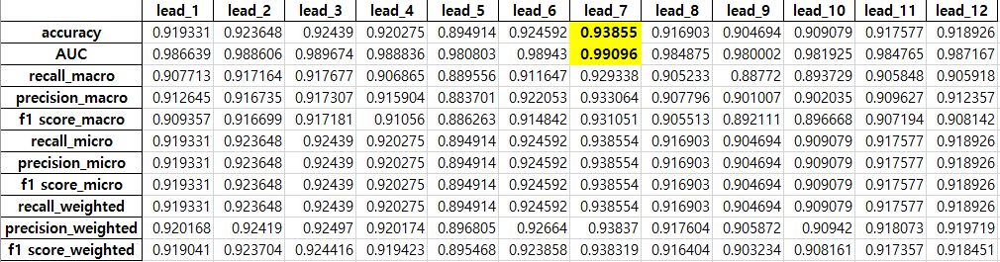 lead_1 lead_2 lead_3 lead_4 lead_5 lead_6 lead_7 lead_8 lead_9 lead_10 lead_11 lead_12
accuracy 0.919331 0.923648 0.92439 0.920275 0.894914 0.924592 0.93855 0.916903 0.904694 0.909079 0.917577 0.918926
AUC 0.986639 0.988606 0.989674 0.988836 0.980803 0.98943 0.99096 0.984875 0.980002 0.981925 0.984765 0.987167
recall_macro 0.907713 0.917164 0.917677 0.906865 0.889556 0.911647 0.929338 0.905233 0.88772 0.893729 0.905848 0.905918
precision_macro 0.912645 0.916735 0.917307 0.915904 0.883701 0.922053 0.933064 0.907796 0.901007 0.902035 0.909627 0.912357
f1 score_macro 0.909357 0.916699 0.917181 0.91056 0.886263 0.914842 0.931051 0.905513 0.892111 0.896668 0.907194 0.908142
recall_micro 0.919331 0.923648 0.92439 0.920275 0.894914 0.924592 0.938554 0.916903 0.904694 0.909079 0.917577 0.918926
precision_micro 0.919331 0.923648 0.92439 0.920275 0.894914 0.924592 0.938554 0.916903 0.904694 0.909079 0.917577 0.918926
f1 score_micro 0.919331 0.923648 0.92439 0.920275 0.894914 0.924592 0.938554 0.916903 0.904694 0.909079 0.917577 0.918926
recall_weighted 0.919331 0.923648 0.92439 0.920275 0.894914 0.924592 0.938554 0.916903 0.904694 0.909079 0.917577 0.918926
precision_weighted 0.920168 0.92419 0.92497 0.920174 0.896805 0.92664 0.93837 0.917604 0.905872 0.90942 0.918073 0.919719
f1 score_weighted 0.919041 0.923704 0.924416 0.919423 0.895468 0.923858 0.938319 0.916404 0.903234 0.908161 0.917357 0.918451